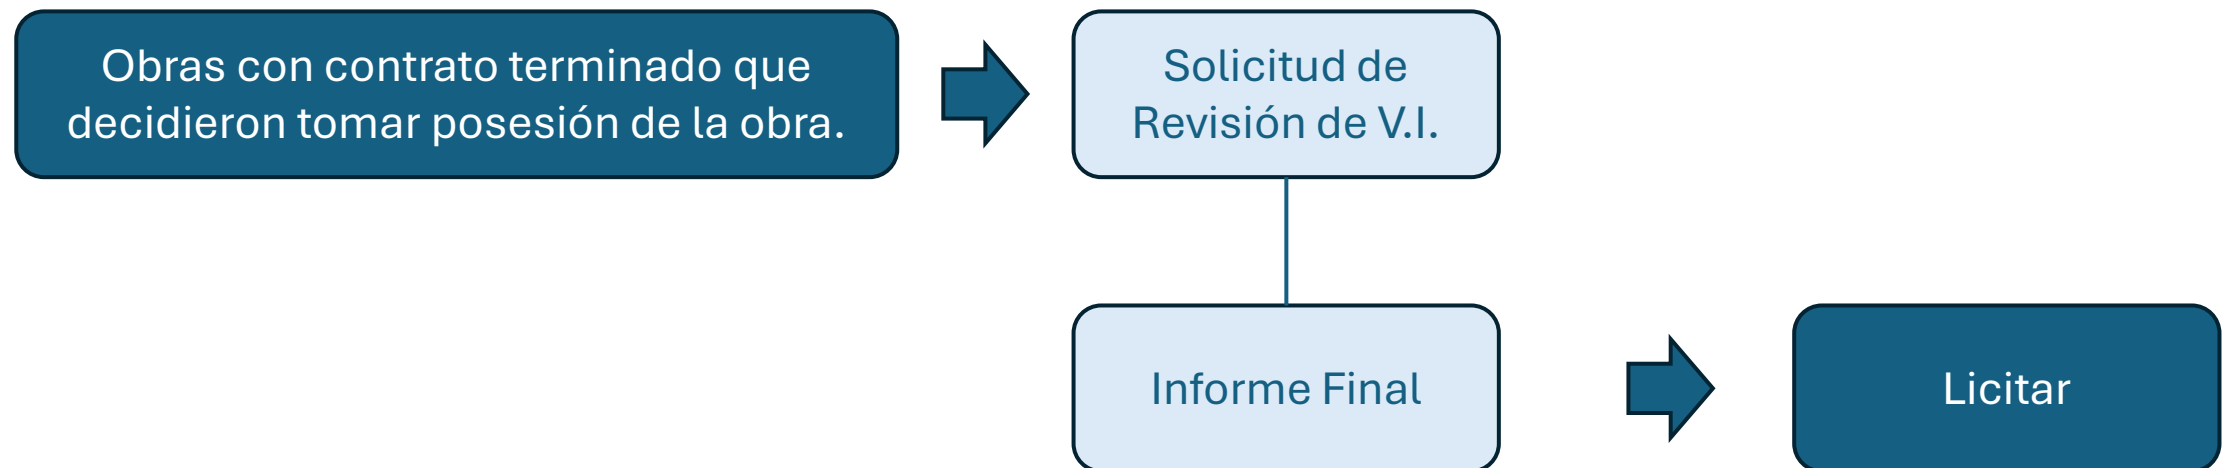 Obras con contrato terminado que
decidieron tomar posesión de la obra.
Solicitud de
Revisión de V.I.
Informe Final
Licitar